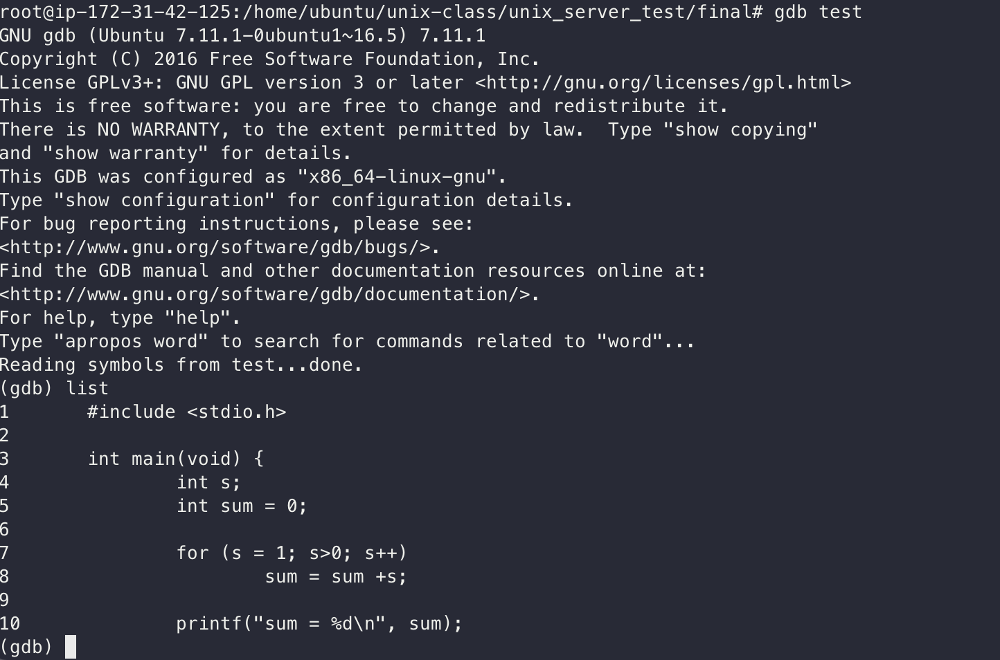 root@ip-172-31-42-125:/home/ubuntu/unix-class/unix_server_test/final# gdb test
GNU gdb (Ubuntu 7.11.1-0ubuntu1~16.5) 7.11.1
Copyright (C) 2016 Free Software Foundation, Inc.
License GPLv3+: GNU GPL version 3 or later <http://gnu.org/licenses/gpl.html>
This is free software: you are free to change and redistribute it.
There is NO WARRANTY, to the extent permitted by law.  Type "show copying"
and "show warranty" for details.
This GDB was configured as "x86_64-linux-gnu".
Type "show configuration" for configuration details.
For bug reporting instructions, please see:
<http://www.gnu.org/software/gdb/bugs/>.
Find the GDB manual and other documentation resources online at:
<http://www.gnu.org/software/gdb/documentation/>.
For help, type "help".
Type "apropos word" to search for commands related to "word"...
Reading symbols from test...done.
(gdb) list
1       #include <stdio.h>
2
3       int main(void) {
4               int s;
5               int sum = 0;
6
7               for (s = 1; s>0; s++)
8                       sum = sum +s;
9
10              printf("sum = %d\n", sum);
(gdb)